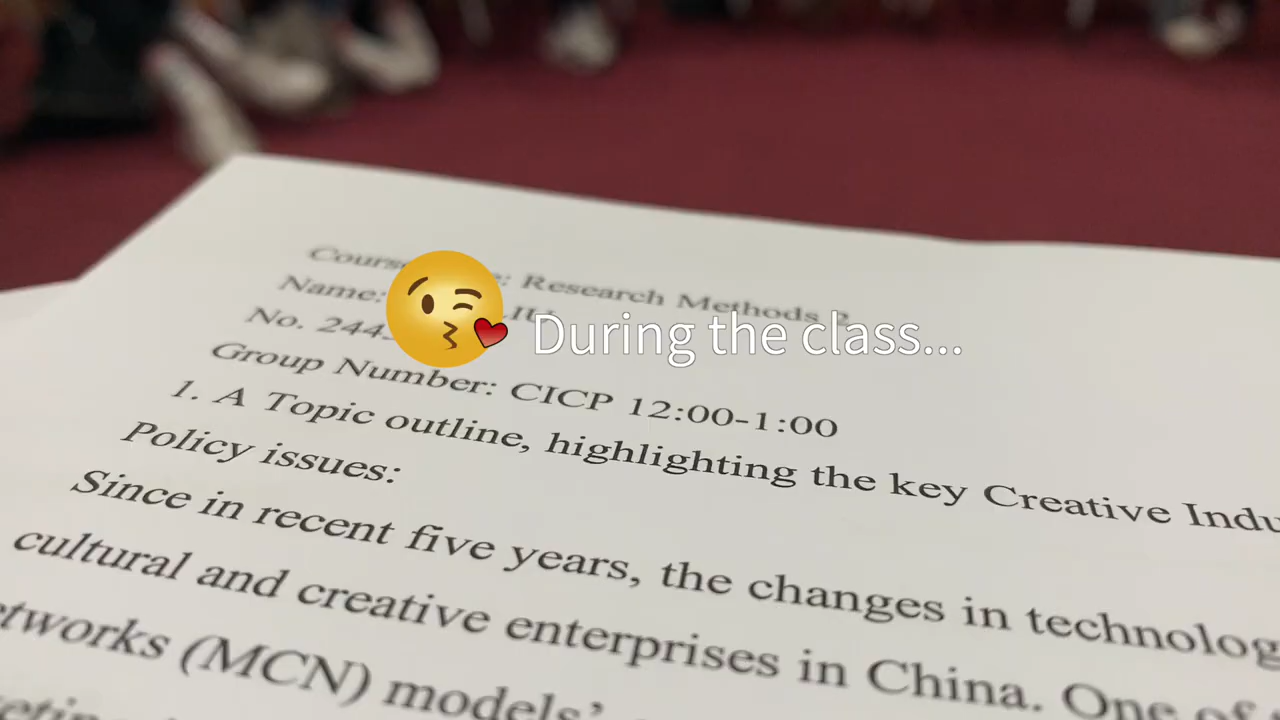 Research Methods 2
Name: LIU
No. 244
During the class...
Group Number: CICP 12:00-1:00
1. A Topic outline, highlighting the key Creative Indu
Policy issues:
Since in recent five years, the changes in technolog
cultural and creative enterprises in China. One of
etworks (MCN) models'